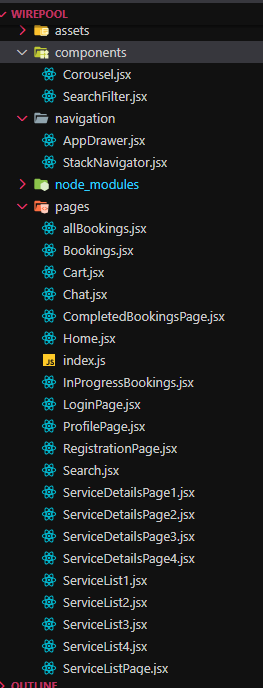 WIREPOOL
assets
components
Corousel.jsx
SearchFilter.jsx
navigation
AppDrawer.jsx
StackNavigator.jsx
node_modules
pages
allBookings.jsx
Bookings.jsx
Cart.jsx
Chat.jsx
CompletedBookingsPage.jsx
Home.jsx
JS index.js
InProgressBookings.jsx
LoginPage.jsx
ProfilePage.jsx
RegistrationPage.jsx
Search.jsx
ServiceDetailsPage1.jsx
ServiceDetailsPage2.jsx
ServiceDetailsPage3.jsx
ServiceDetailsPage4.jsx
ServiceList1.jsx
ServiceList2.jsx
ServiceList3.jsx
ServiceList4.jsx
ServiceListPage.jsx
OUTLINE